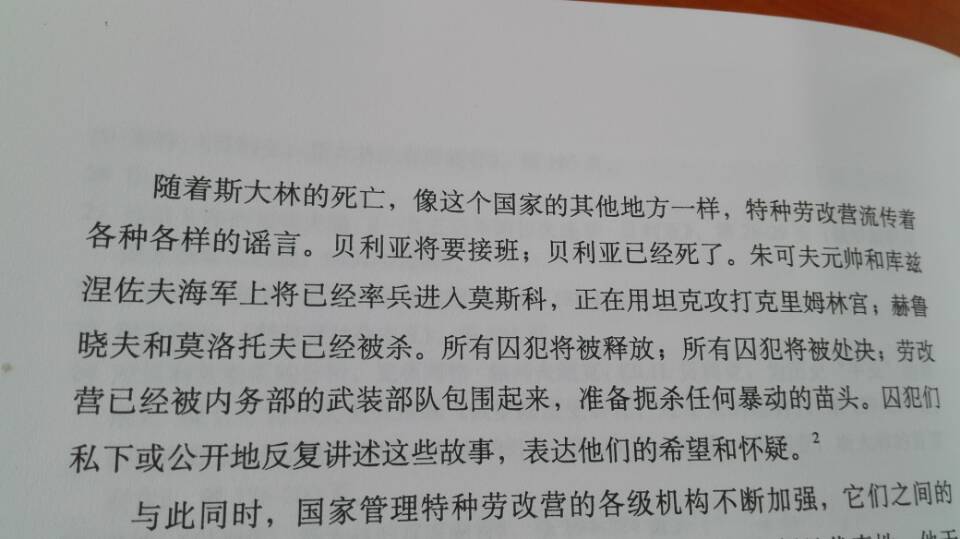 随着斯大林的死亡，像这个国家的其他地方一样，特种劳改营流传着
各种各样的谣言。贝利亚将要接班；贝利亚已经死了。朱可夫元帅和库兹
涅佐夫海军上将已经率兵进入莫斯科，正在用坦克攻打克里姆林宫；赫鲁
晓夫和莫洛托夫已经被杀。所有囚犯将被释放；所有囚犯将被处决；劳改
营已经被内务部的武装部队包围起来，准备扼杀任何暴动的苗头。囚犯们
私下或公开地反复讲述这些故事，表达他们的希望和怀疑。2
与此同时，国家管理特种劳改营的各级机构不断加强，它们之间的